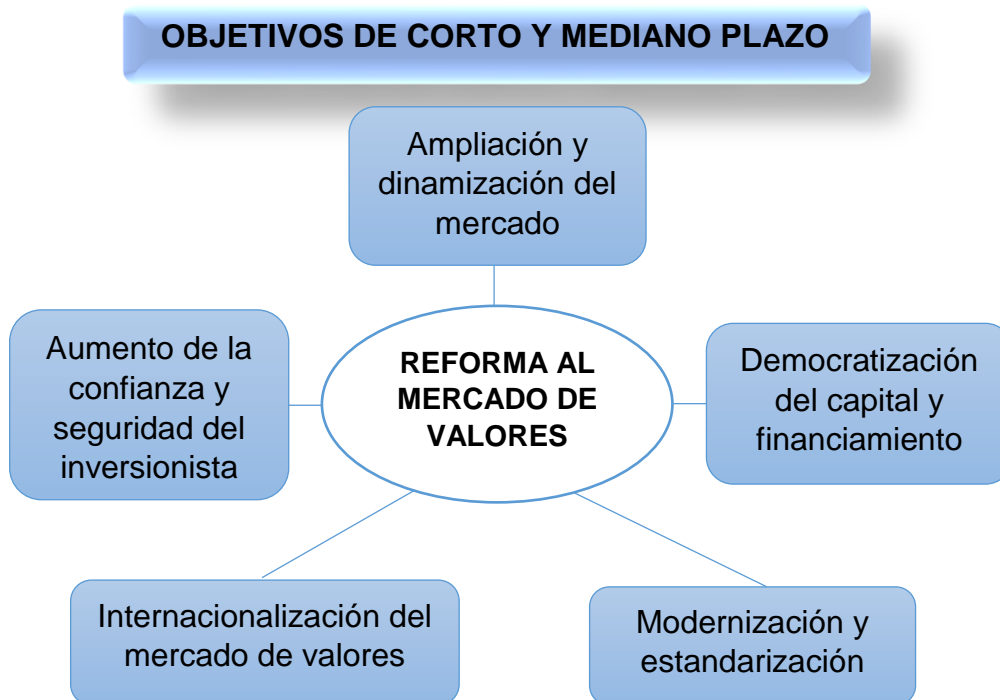 OBJETIVOS DE CORTO Y MEDIANO PLAZO
Ampliación y
dinamización del
mercado
Aumento de la
confianza y
seguridad del
inversionista
REFORMA AL
MERCADO DE
VALORES
Democratización
del capital y
financiamiento
Internacionalización del
mercado de valores
Modernización y
estandarización